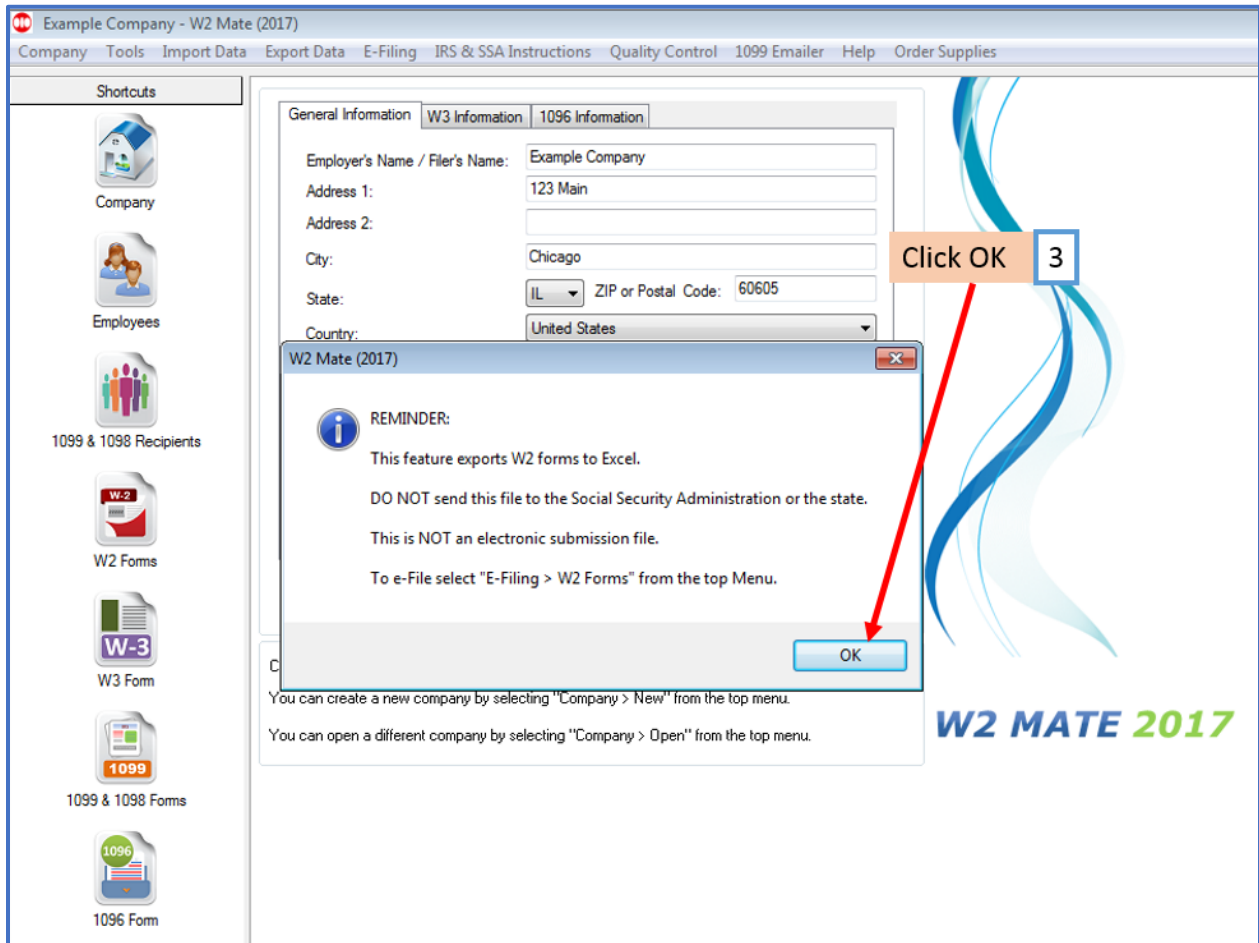 Example Company - W2 Mate (2017)
Company Tools Import Data Export Data E-Filing IRS & SSA Instructions Quality Control 1099 Emailer Help Order Supplies
Shortcuts
Company
Employees
1099 & 1098 Recipients
W-2
W2 Forms
W-3
W3 Form
1099
1099 & 1098 Forms
1096
1096 Form
General Information W3 Information 1096 Information
Employer's Name / Filer's Name: Example Company
Address 1: 123 Main
Address 2:
City: Chicago
State: IL ZIP or Postal Code: 60605
Country: United States
Click OK 3
W2 Mate (2017)
REMINDER:
This feature exports W2 forms to Excel.
DO NOT send this file to the Social Security Administration or the state.
This is NOT an electronic submission file.
To e-File select "E-Filing > W2 Forms" from the top Menu.
OK
You can create a new company by selecting "Company > New" from the top menu.
You can open a different company by selecting "Company > Open" from the top menu.
W2 MATE 2017